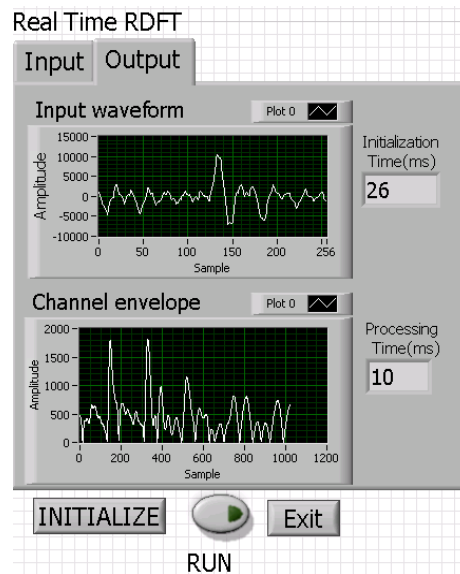 Real Time RDFT
Input Output
Input waveform
Plot 0
15000
10000
5000
0
-5000
-10000
Amplitude
0 50 100 150 200 256
Sample
Initialization
Time(ms)
26
Channel envelope
Plot 0
2000
1500
1000
500
0
Amplitude
0 200 400 600 800 1000 1200
Sample
Processing
Time(ms)
10
INITIALIZE
Exit
RUN